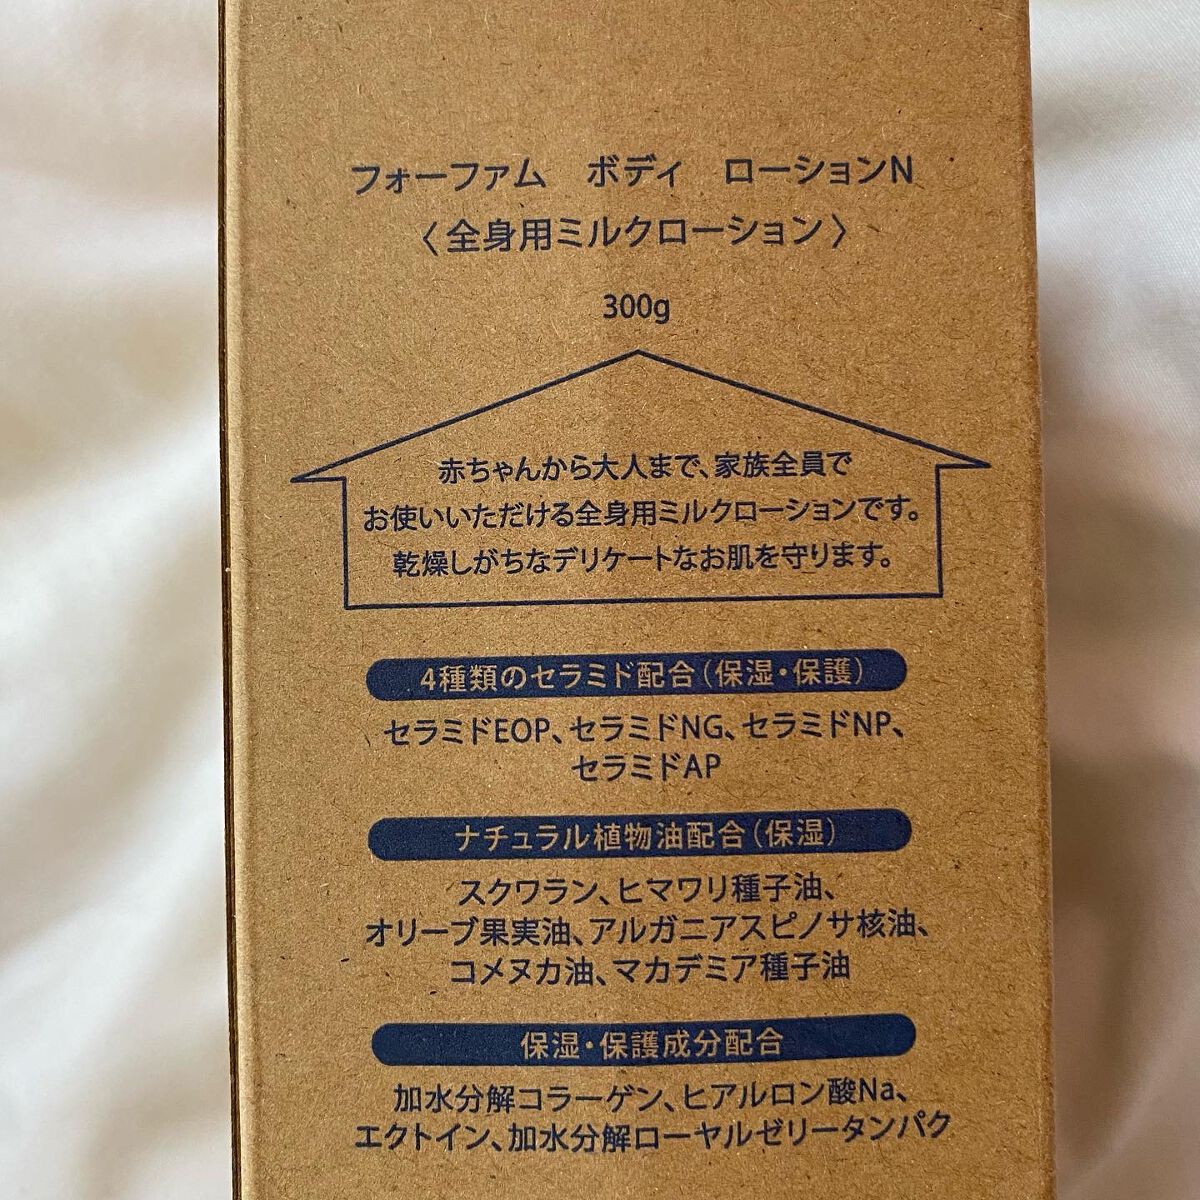 フォーファム　ボディ　ローションN
〈全身用ミルクローション〉
300g
赤ちゃんから大人まで、家族全員で
お使いいただける全身用ミルクローションです。
乾燥しがちなデリケートなお肌を守ります。
4種類のセラミド配合（保湿・保護）
セラミドEOP、セラミドNG、セラミドNP、
セラミドAP
ナチュラル植物油配合（保湿）
スクワラン、ヒマワリ種子油、
オリーブ果実油、アルガニアスピノサ核油、
コメヌカ油、マカデミア種子油
保湿・保護成分配合
加水分解コラーゲン、ヒアルロン酸Na、
エクトイン、加水分解ローヤルゼリータンパク